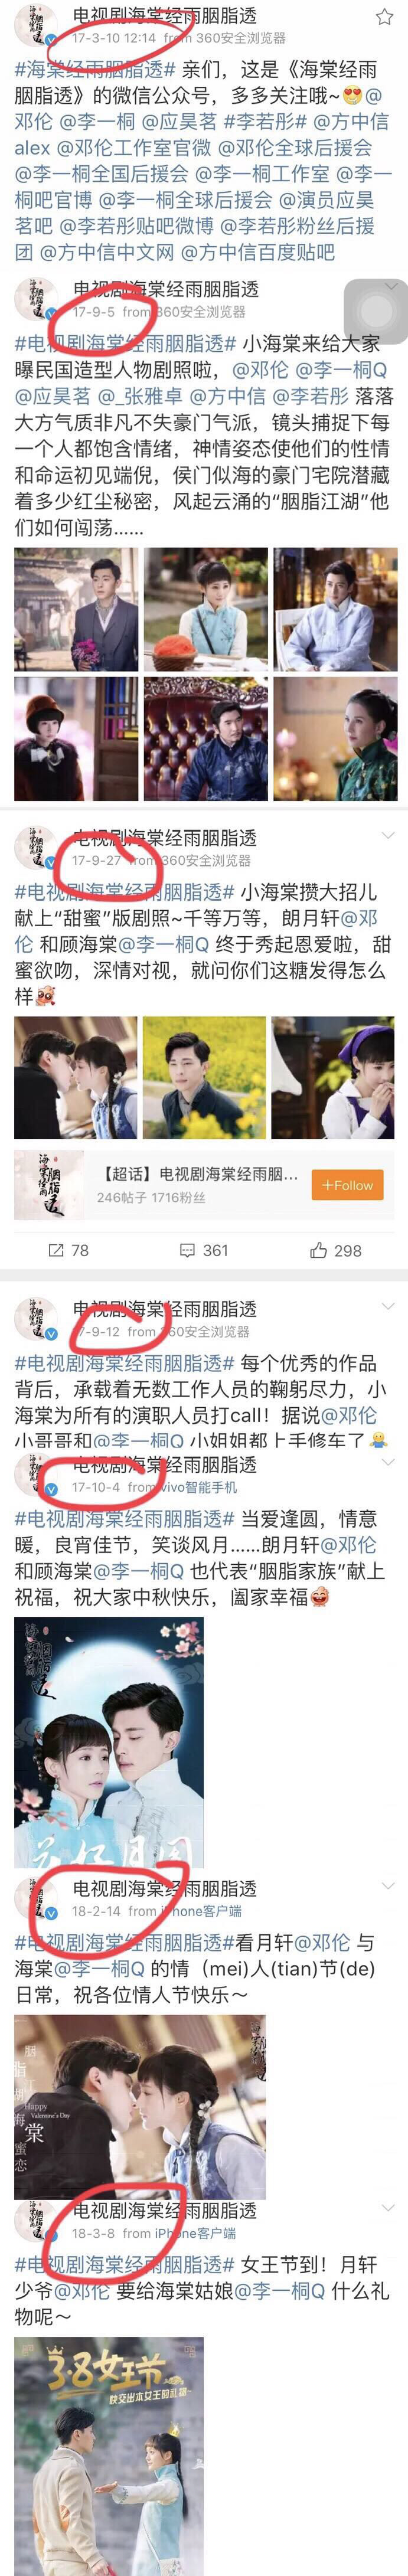 电视剧海棠经雨胭脂透
17-3-10 12:14 from 360安全浏览器
#海棠经雨胭脂透# 亲们，这是《海棠经雨
胭脂透》的微信公众号，多多关注哦~@
邓伦 @李一桐 @应昊茗 #李若彤# @方中信
alex @邓伦工作室官微 @邓伦全球后援会
@李一桐全国后援会 @李一桐工作室 @李一
桐吧官博 @李一桐全球后援会 @演员应昊
茗吧 @李若彤贴吧微博 @李若彤粉丝后援
团 @方中信中文网 @方中信百度贴吧
电视剧海棠经雨胭脂透
17-9-5 from 360安全浏览器
#电视剧海棠经雨胭脂透# 小海棠来给大家
曝民国造型人物剧照啦，@邓伦 @李一桐Q
@应昊茗 @_张雅卓 @方中信 @李若彤 落落
大方气质非凡不失豪门气派，镜头捕捉下每
一个人都饱含情绪，神情姿态使他们的性情
和命运初见端倪，侯门似海的豪门宅院潜藏
着多少红尘秘密，风起云涌的“胭脂江湖”他
们如何闯荡……
电视剧海棠经雨胭脂透
17-9-27 from 360安全浏览器
#电视剧海棠经雨胭脂透# 小海棠攒大招儿
献上“甜蜜”版剧照~千等万等，朗月轩@邓
伦 和顾海棠@李一桐Q 终于秀起恩爱啦，甜
蜜欲吻，深情对视，就问你们这糖发得怎么
样
海棠经雨
胭脂透
【超话】电视剧海棠经雨胭...
246帖子 1716粉丝
+Follow
78
361
298
电视剧海棠经雨胭脂透
17-9-12 from 360安全浏览器
#电视剧海棠经雨胭脂透# 每个优秀的作品
背后，承载着无数工作人员的鞠躬尽力，小
海棠为所有的演职人员打call！据说@邓伦
小哥哥和@李一桐Q 小姐姐都上手修车了
电视剧海棠经雨胭脂透
17-10-4 from vivo智能手机
#电视剧海棠经雨胭脂透# 当爱逢圆，情意
暖，良宵佳节，笑谈风月……朗月轩@邓伦
和顾海棠@李一桐Q 也代表“胭脂家族”献上
祝福，祝大家中秋快乐，阖家幸福
海棠经雨
胭脂透
花好月圆
电视剧海棠经雨胭脂透
18-2-14 from iPhone客户端
#电视剧海棠经雨胭脂透#看月轩@邓伦 与
海棠@李一桐Q 的情（mei)人(tian)节(de)
日常，祝各位情人节快乐～
Happy
Valentine's Day
电视剧海棠经雨胭脂透
18-3-8 from iPhone客户端
#电视剧海棠经雨胭脂透# 女王节到！月轩
少爷@邓伦 要给海棠姑娘@李一桐Q 什么礼
物呢～
3.8女王节
快交出本女王的礼物~